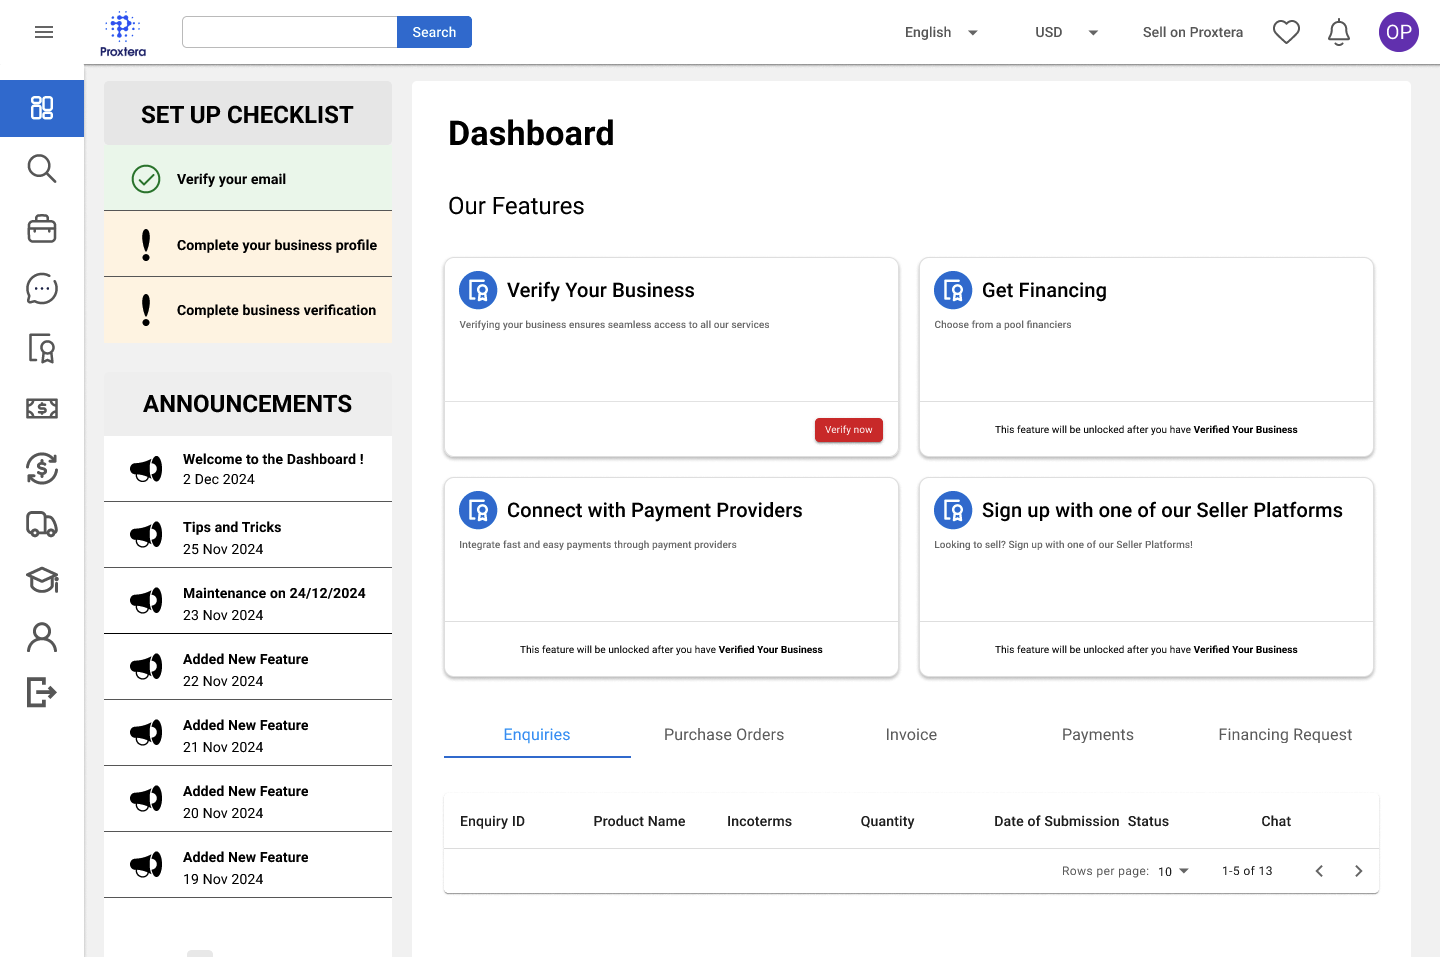 Proxtera
Search
English
USD
Sell on Proxtera
OP
SET UP CHECKLIST
Verify your email
Complete your business profile
Complete business verification
ANNOUNCEMENTS
Welcome to the Dashboard !
2 Dec 2024
Tips and Tricks
25 Nov 2024
Maintenance on 24/12/2024
23 Nov 2024
Added New Feature
22 Nov 2024
Added New Feature
21 Nov 2024
Added New Feature
20 Nov 2024
Added New Feature
19 Nov 2024
Dashboard
Our Features
Verify Your Business
Verifying your business ensures seamless access to all our services
Verify now
Get Financing
Choose from a pool financiers
This feature will be unlocked after you have Verified Your Business
Connect with Payment Providers
Integrate fast and easy payments through payment providers
This feature will be unlocked after you have Verified Your Business
Sign up with one of our Seller Platforms
Looking to sell? Sign up with one of our Seller Platforms!
This feature will be unlocked after you have Verified Your Business
Enquiries
Purchase Orders
Invoice
Payments
Financing Request
Enquiry ID
Product Name
Incoterms
Quantity
Date of Submission
Status
Chat
Rows per page: 10
1-5 of 13